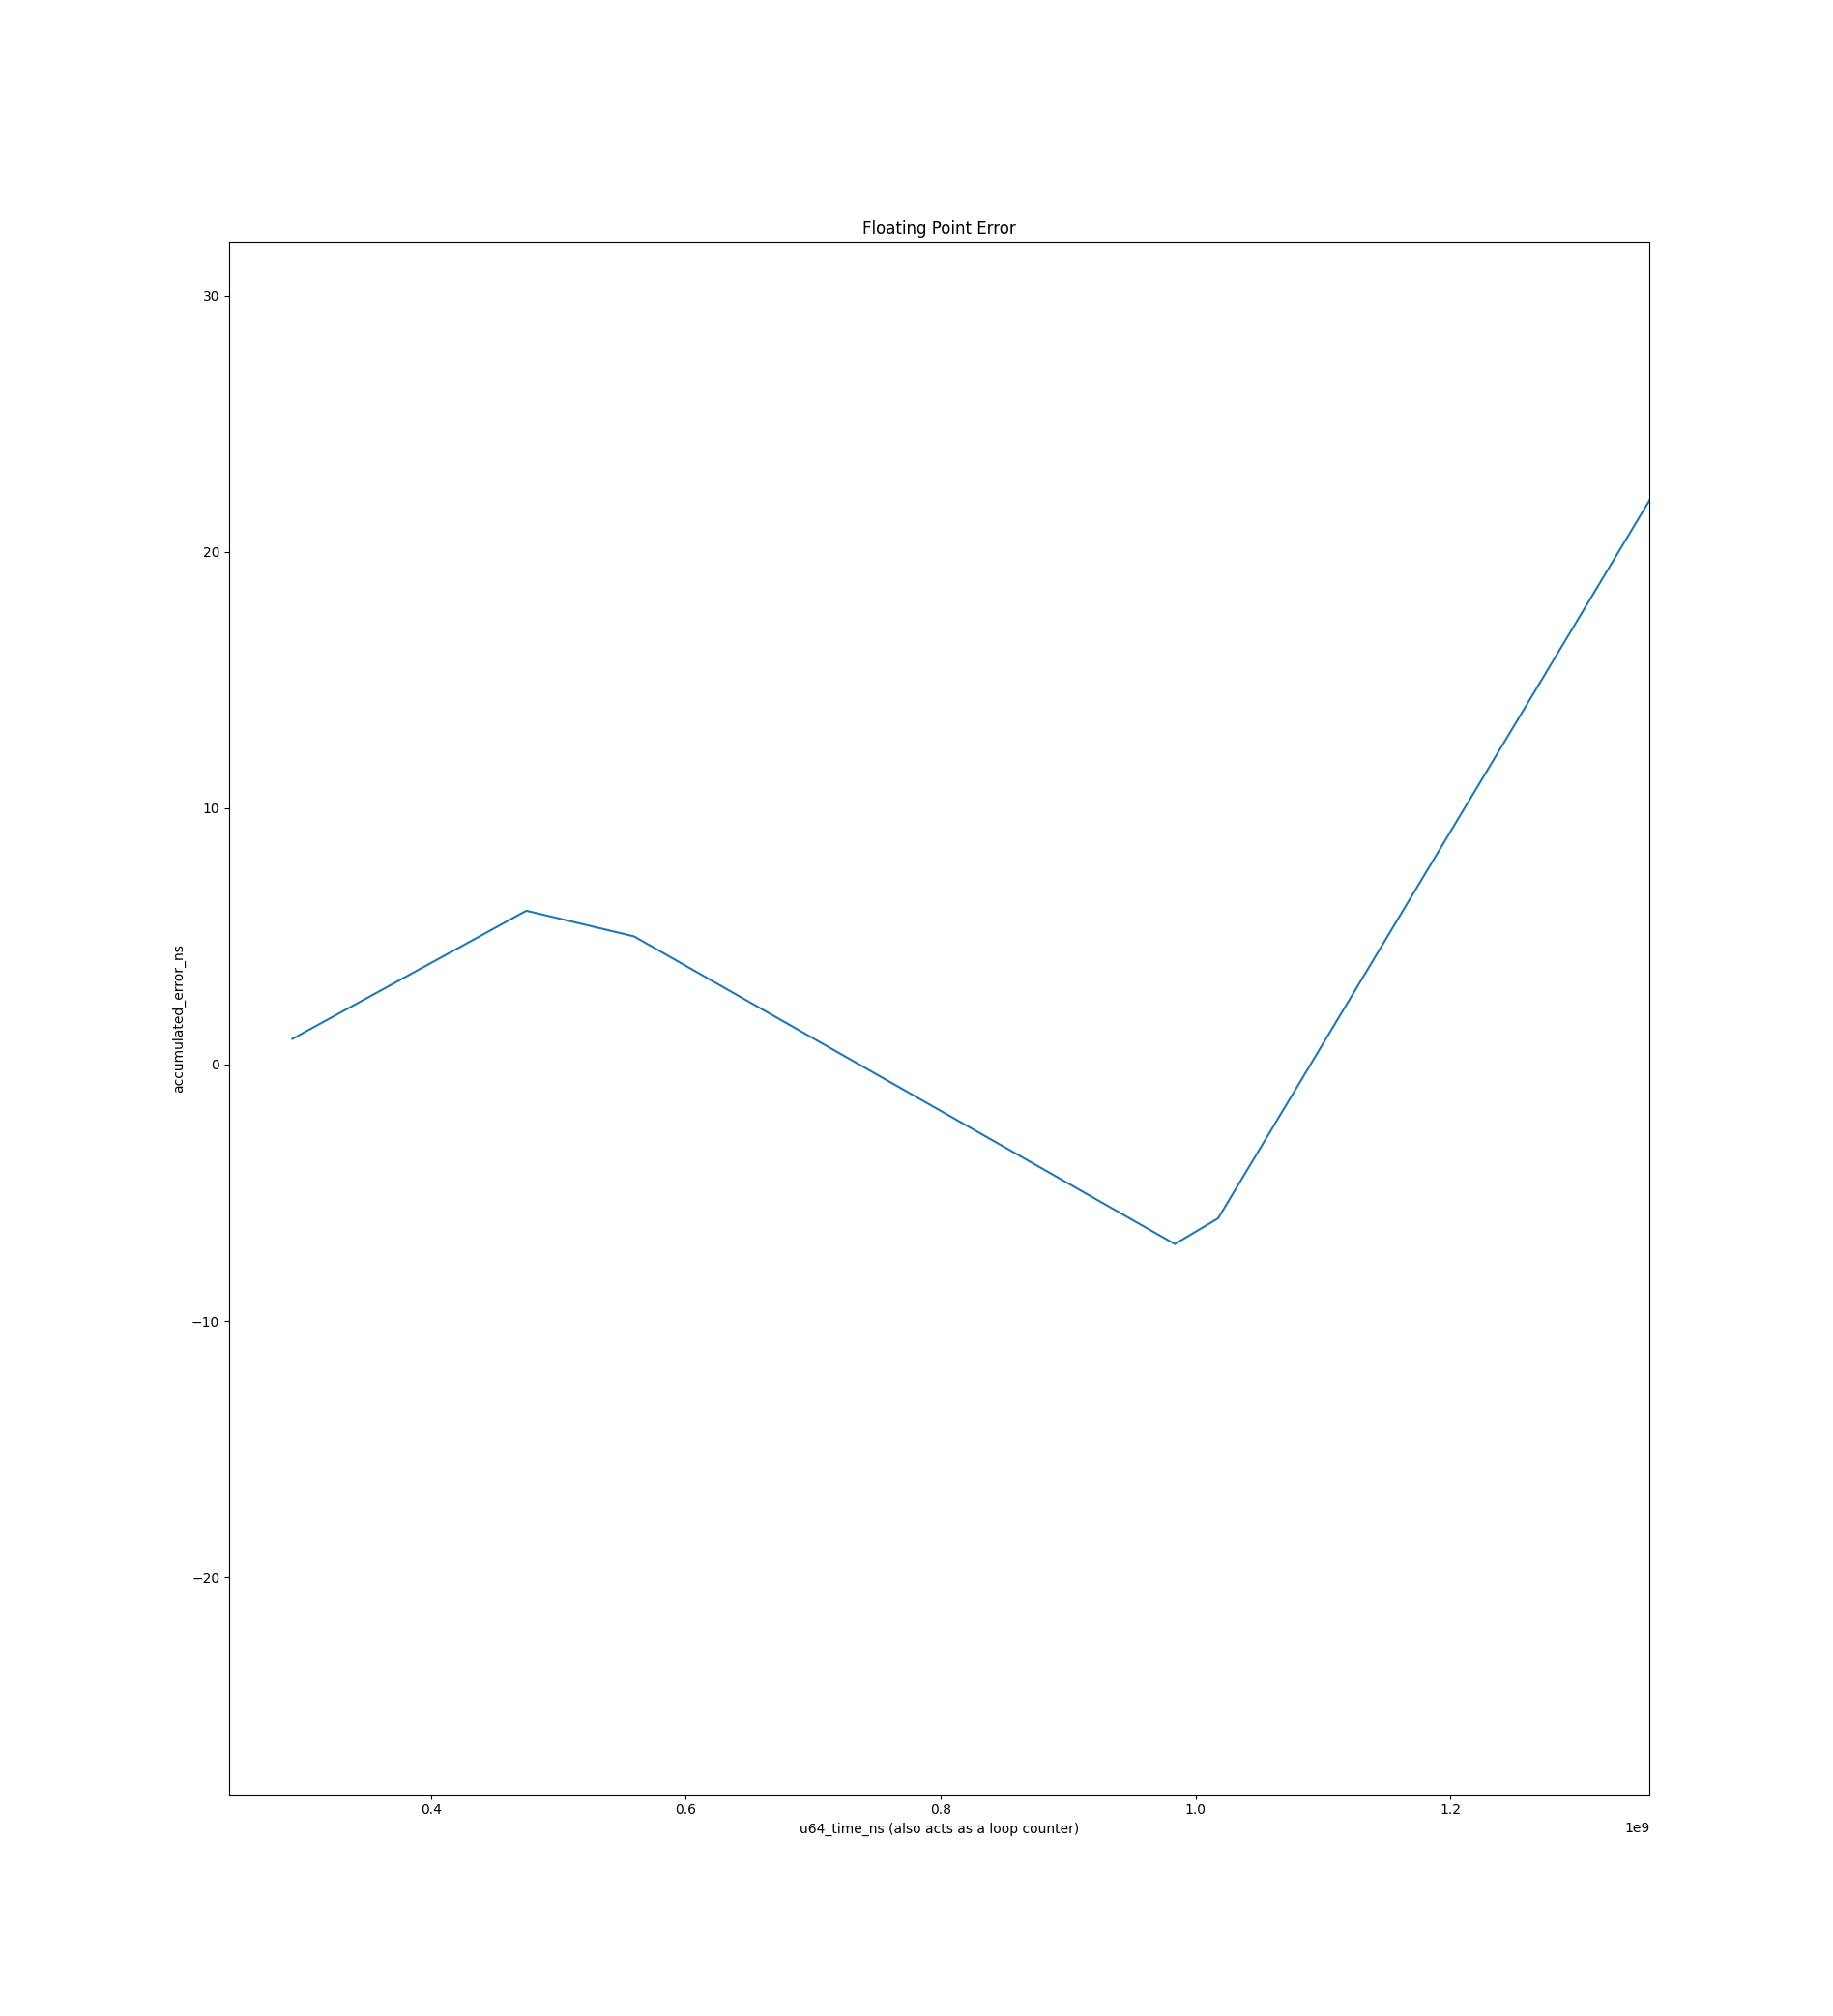 Floating Point Error
30
20
10
0
−10
−20
accumulated_error_ns
0.4
0.6
0.8
1.0
1.2
u64_time_ns (also acts as a loop counter)
1e9